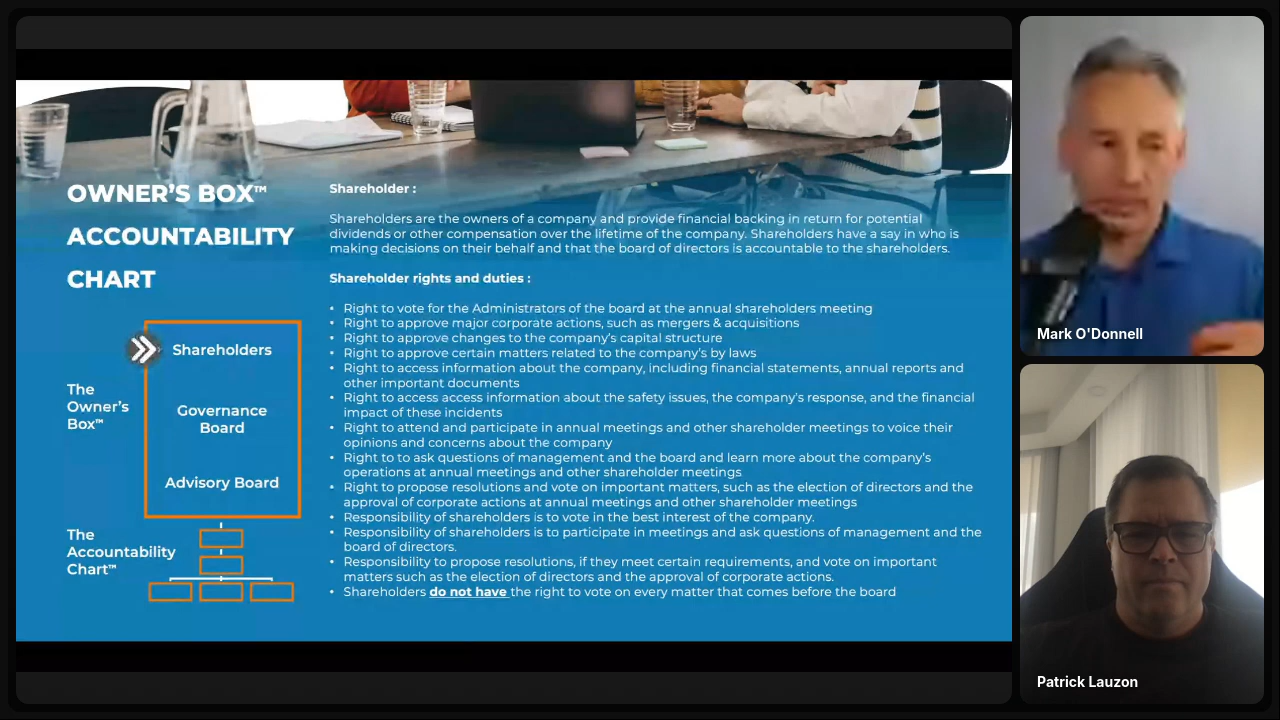 OWNER'S BOX™
ACCOUNTABILITY
CHART
Shareholders
The
Owner's
Box™
Governance
Board
Advisory Board
The
Accountability
Chart™
Shareholder :
Shareholders are the owners of a company and provide financial backing in return for potential
dividends or other compensation over the lifetime of the company. Shareholders have a say in who is
making decisions on their behalf and that the board of directors is accountable to the shareholders.
Shareholder rights and duties :
• Right to vote for the Administrators of the board at the annual shareholders meeting
• Right to approve major corporate actions, such as mergers & acquisitions
• Right to approve changes to the company's capital structure
• Right to approve certain matters related to the company's by laws
• Right to access information about the company, including financial statements, annual reports and
other important documents
• Right to access access information about the safety issues, the company's response, and the financial
impact of these incidents
• Right to attend and participate in annual meetings and other shareholder meetings to voice their
opinions and concerns about the company
• Right to to ask questions of management and the board and learn more about the company's
operations at annual meetings and other shareholder meetings
• Right to propose resolutions and vote on important matters, such as the election of directors and the
approval of corporate actions at annual meetings and other shareholder meetings
• Responsibility of shareholders is to vote in the best interest of the company.
• Responsibility of shareholders is to participate in meetings and ask questions of management and the
board of directors.
• Responsibility to propose resolutions, if they meet certain requirements, and vote on important
matters such as the election of directors and the approval of corporate actions.
• Shareholders do not have the right to vote on every matter that comes before the board
Mark O'Donnell
Patrick Lauzon